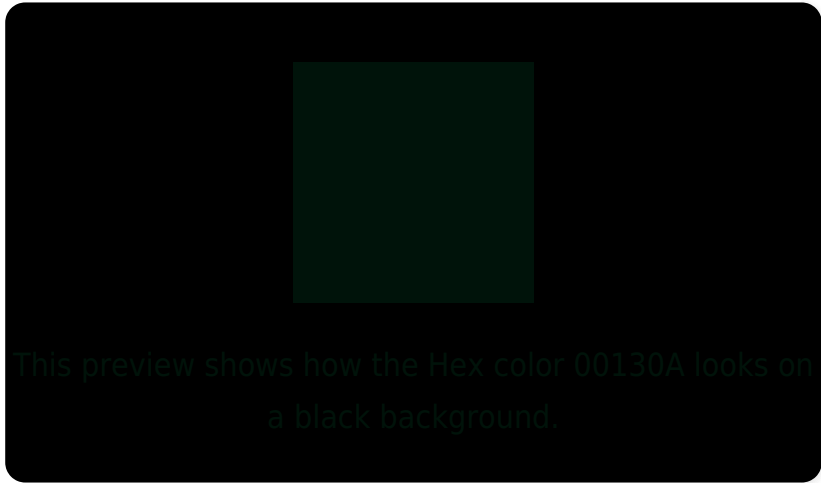 This preview shows how the Hex color 00130A looks on
a black background.